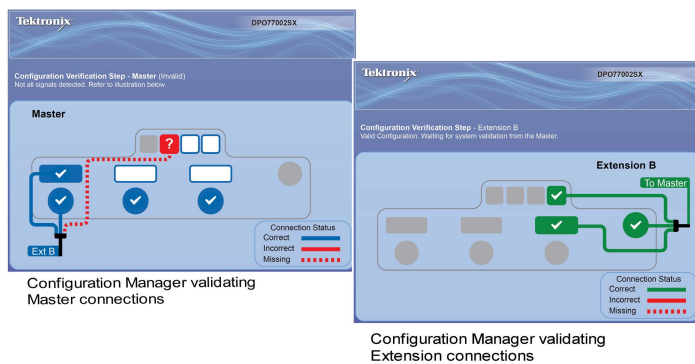 Tektronix
DPO77002SX
Configuration Verification Step - Master (Invalid)
Not all signals detected. Refer to illustration below.
Master
?
Ext B
Connection Status
Correct
Incorrect
Missing
Configuration Manager validating
Master connections
Tektronix
DPO77002SX
Configuration Verification Step - Extension B
Valid Configuration. Waiting for system validation from the Master.
Extension B
To Master
Connection Status
Correct
Incorrect
Missing
Configuration Manager validating
Extension connections